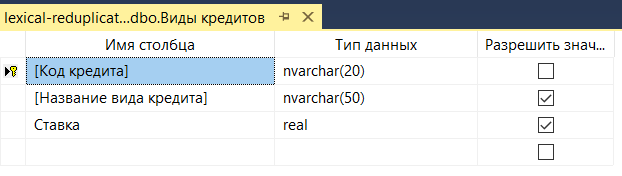 lexical-reduplicat...dbo.Виды кредитов
Имя столбца Тип данных Разрешить знач...
[Код кредита] nvarchar(20)
[Название вида кредита] nvarchar(50)
Ставка real